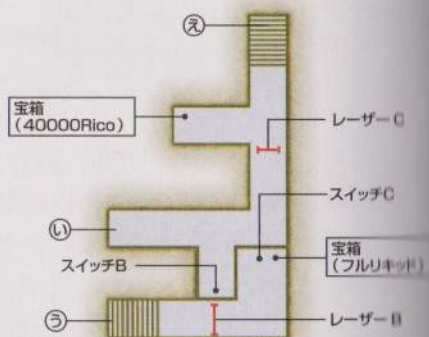 え
宝箱
(40000Rico)
レーザーC
スイッチC
い
スイッチB
宝箱
(フルリキッド)
う
レーザーB